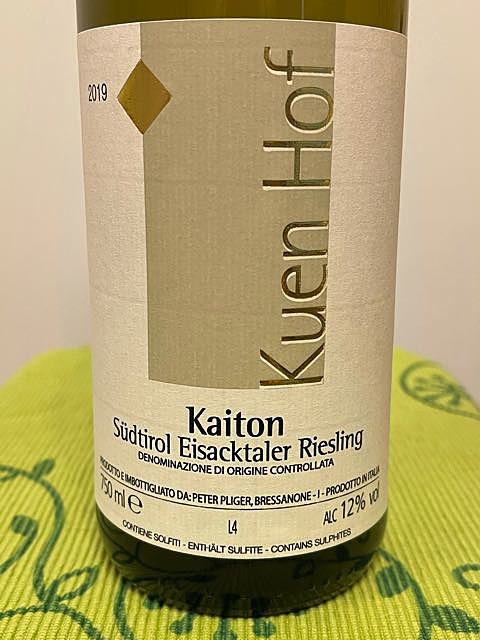 2019
Kuen Hof
Kaiton
Südtirol Eisacktaler Riesling
DENOMINAZIONE DI ORIGINE CONTROLLATA
PRODOTTO E IMBOTTIGLIATO DA: PETER PLIGER, BRESSANONE - I - PRODOTTO IN ITALIA
750 ml e L4 ALC 12% vol
CONTIENE SOLFITI - ENTHÄLT SULFITE - CONTAINS SULPHITES